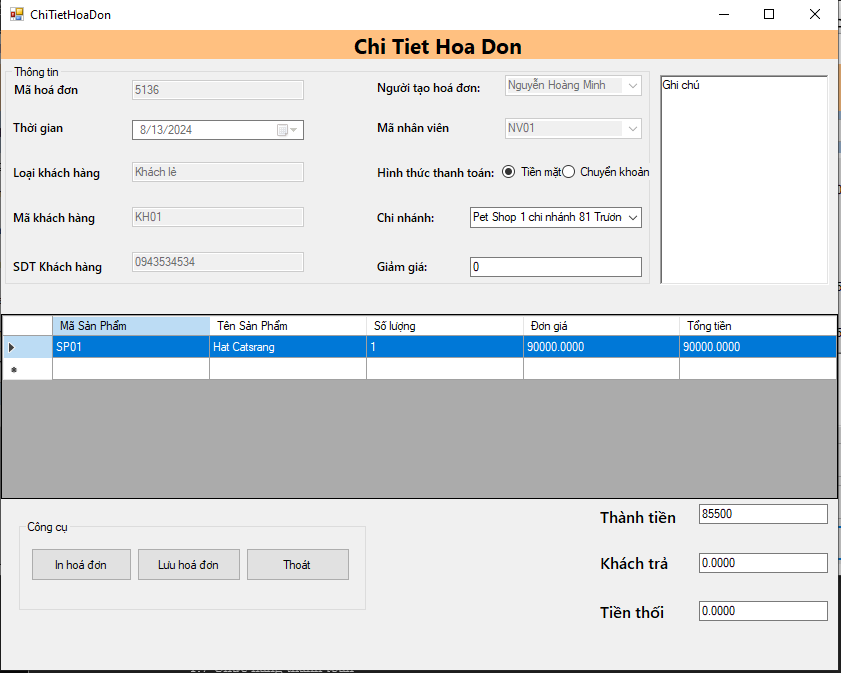 ChiTietHoaDon
Chi Tiet Hoa Don
Thông tin
Mã hoá đơn 5136
Người tạo hoá đơn: Nguyễn Hoàng Minh
Ghi chú
Thời gian 8/13/2024
Mã nhân viên NV01
Loại khách hàng Khách lẻ
Hình thức thanh toán: Tiền mặt Chuyển khoản
Mã khách hàng KH01
Chi nhánh: Pet Shop 1 chi nhánh 81 Trươn
SDT Khách hàng 0943534534
Giảm giá: 0
Mã Sản Phẩm Tên Sản Phẩm Số lượng Đơn giá Tổng tiền
SP01 Hat Catsrang 1 90000.0000 90000.0000
Thành tiền 85500
Công cụ
In hoá đơn Lưu hoá đơn Thoát
Khách trả 0.0000
Tiền thối 0.0000